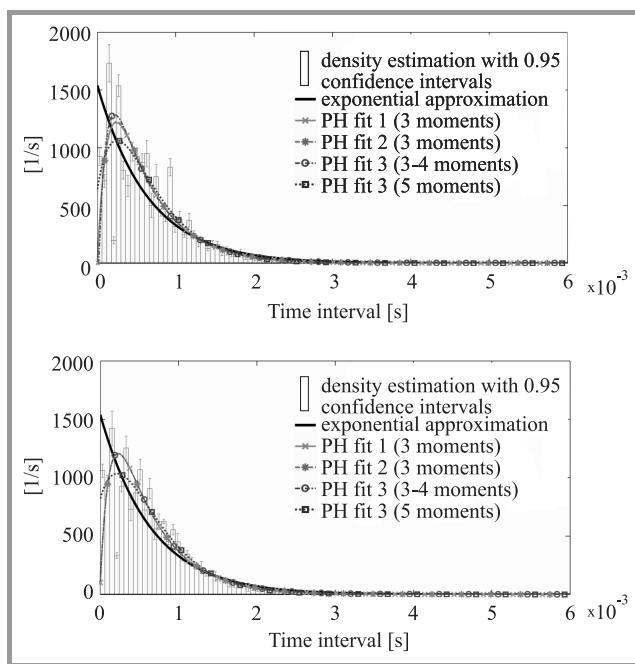 2000
1500
1000
500
0
[1/s]
density estimation with 0.95
confidence intervals
exponential approximation
PH fit 1 (3 moments)
PH fit 2 (3 moments)
PH fit 3 (3-4 moments)
PH fit 3 (5 moments)
0 1 2 3 4 5 6
×10⁻³
Time interval [s]
2000
1500
1000
500
0
[1/s]
density estimation with 0.95
confidence intervals
exponential approximation
PH fit 1 (3 moments)
PH fit 2 (3 moments)
PH fit 3 (3-4 moments)
PH fit 3 (5 moments)
0 1 2 3 4 5 6
×10⁻³
Time interval [s]